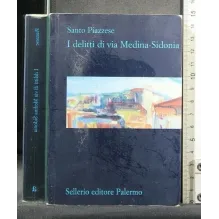 Santo Piazzese
I delitti di via Medina-Sidonia
Sellerio editore Palermo